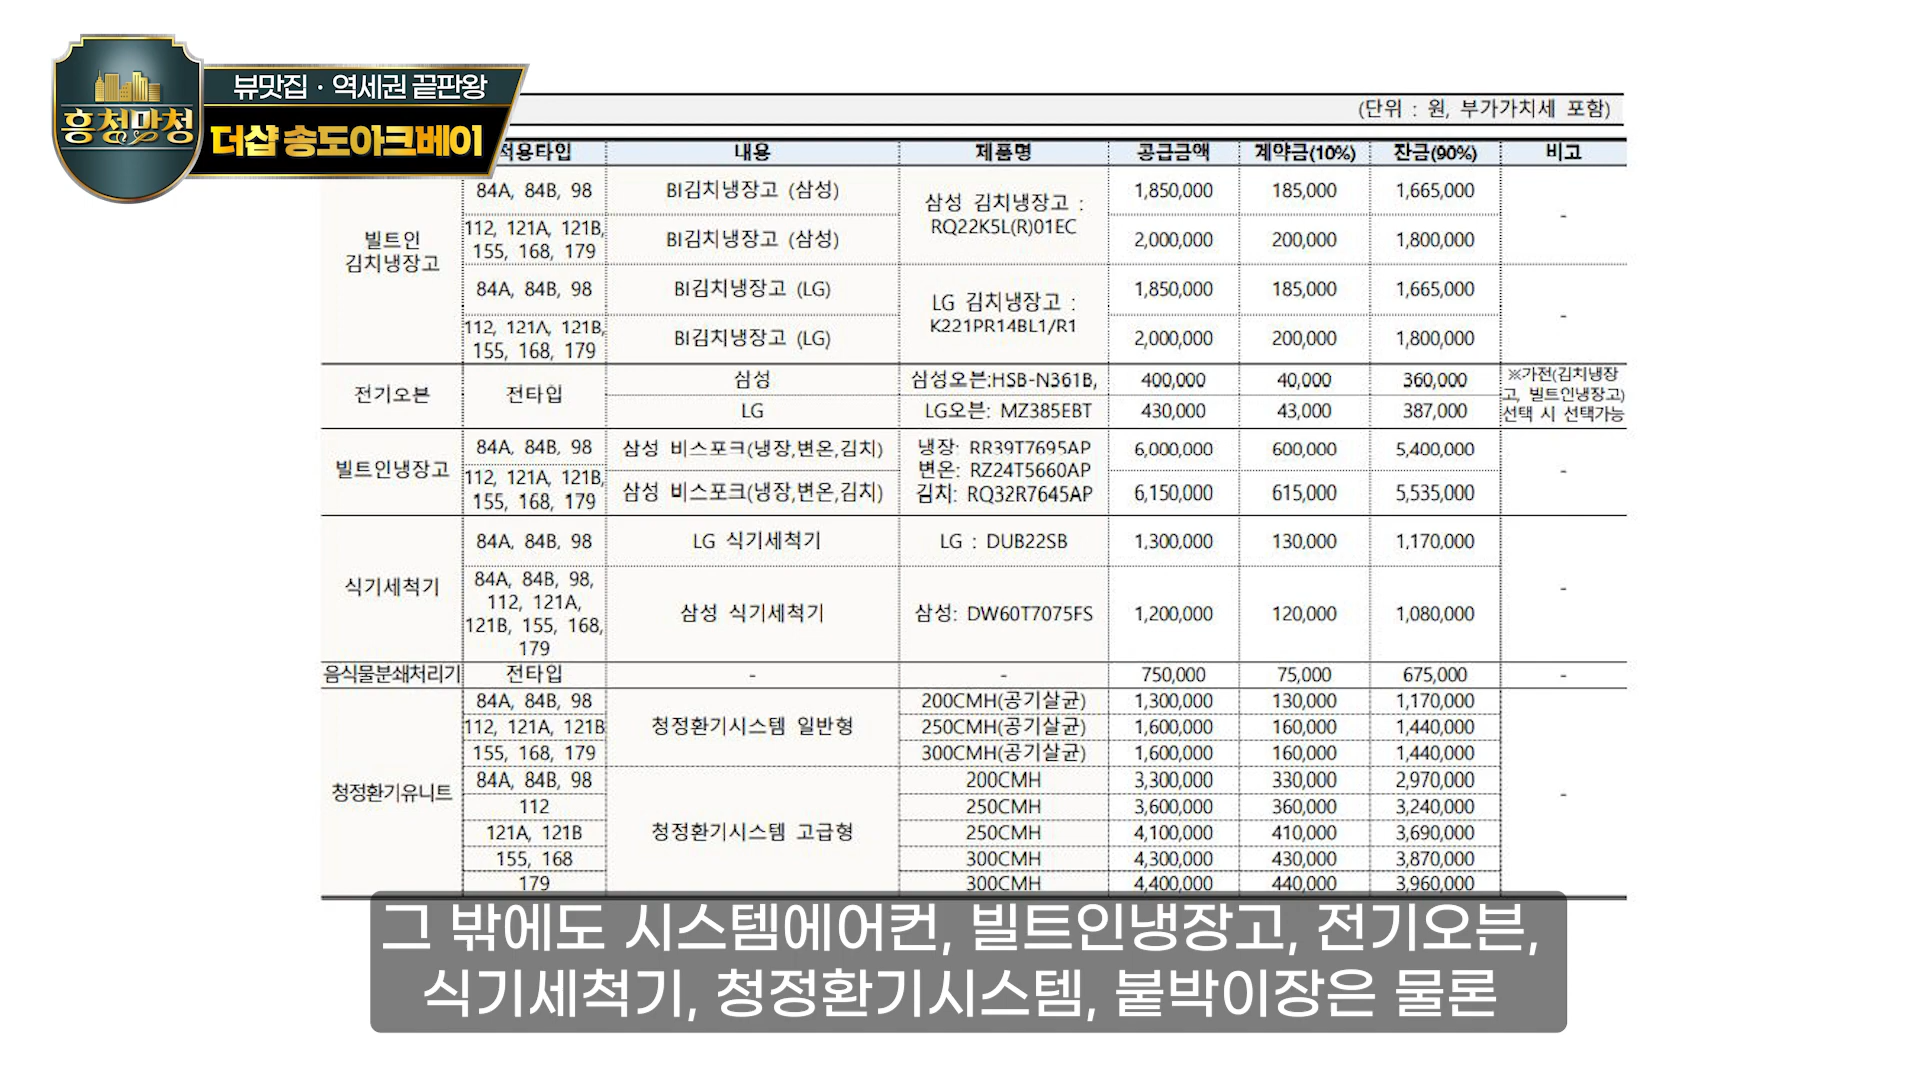 흥청망청
뷰맛집 · 역세권 끝판왕
더샵 송도아크베이
(단위 : 원, 부가가치세 포함)
적용타입 내용 제품명 공급금액 계약금(10%) 잔금(90%) 비고
빌트인
김치냉장고
84A, 84B, 98 BI김치냉장고 (삼성) 1,850,000 185,000 1,665,000
삼성 김치냉장고 :
RQ22K5L(R)01EC
-
112, 121A, 121B,
155, 168, 179
BI김치냉장고 (삼성) 2,000,000 200,000 1,800,000
84A, 84B, 98 BI김치냉장고 (LG) 1,850,000 185,000 1,665,000
LG 김치냉장고 :
K221PR14BL1/R1
-
112, 121A, 121B,
155, 168, 179
BI김치냉장고 (LG) 2,000,000 200,000 1,800,000
전기오븐 전타입
삼성 삼성오븐:HSB-N361B, 400,000 40,000 360,000
LG LG오븐: MZ385EBT 430,000 43,000 387,000
※가전(김치냉장
고, 빌트인냉장고)
선택 시 선택가능
빌트인냉장고
84A, 84B, 98 삼성 비스포크(냉장,변온,김치) 냉장: RR39T7695AP 6,000,000 600,000 5,400,000
변온: RZ24T5660AP -
112, 121A, 121B,
155, 168, 179
삼성 비스포크(냉장,변온,김치) 김치: RQ32R7645AP 6,150,000 615,000 5,535,000
식기세척기
84A, 84B, 98 LG 식기세척기 LG : DUB22SB 1,300,000 130,000 1,170,000
84A, 84B, 98,
112, 121A,
121B, 155, 168,
179
삼성 식기세척기 삼성: DW60T7075FS 1,200,000 120,000 1,080,000
-
음식물분쇄처리기 전타입 - - 750,000 75,000 675,000 -
청정환기유니트
84A, 84B, 98 200CMH(공기살균) 1,300,000 130,000 1,170,000
112, 121A, 121B 청정환기시스템 일반형 250CMH(공기살균) 1,600,000 160,000 1,440,000
155, 168, 179 300CMH(공기살균) 1,600,000 160,000 1,440,000
84A, 84B, 98 200CMH 3,300,000 330,000 2,970,000 -
112 250CMH 3,600,000 360,000 3,240,000
121A, 121B 청정환기시스템 고급형 250CMH 4,100,000 410,000 3,690,000
155, 168 300CMH 4,300,000 430,000 3,870,000
179 300CMH 4,400,000 440,000 3,960,000
그 밖에도 시스템에어컨, 빌트인냉장고, 전기오븐,
식기세척기, 청정환기시스템, 붙박이장은 물론